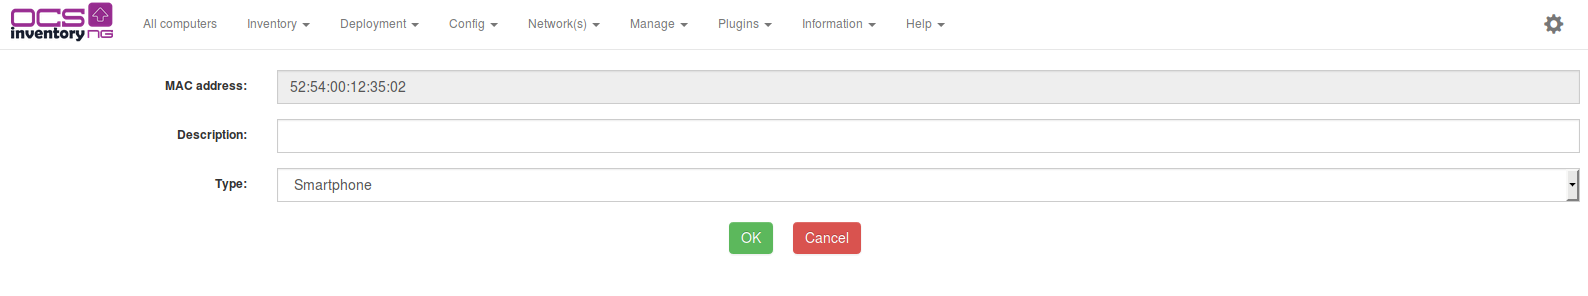 OCS
inventory NG
All computers Inventory Deployment Config Network(s) Manage Plugins Information Help
MAC address: 52:54:00:12:35:02
Description:
Type: Smartphone
OK Cancel